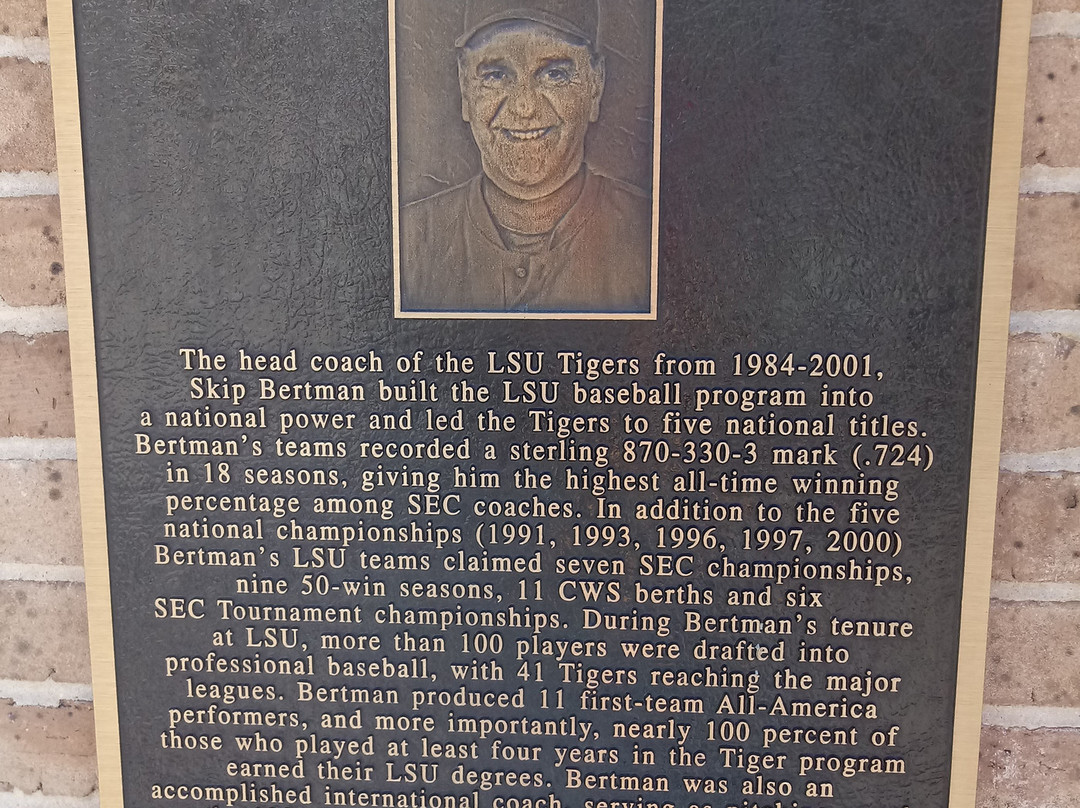 The head coach of the LSU Tigers from 1984-2001,
Skip Bertman built the LSU baseball program into
a national power and led the Tigers to five national titles.
Bertman's teams recorded a sterling 870-330-3 mark (.724)
in 18 seasons, giving him the highest all-time winning
percentage among SEC coaches. In addition to the five
national championships (1991, 1993, 1996, 1997, 2000)
Bertman's LSU teams claimed seven SEC championships,
nine 50-win seasons, 11 CWS berths and six
SEC Tournament championships. During Bertman's tenure
at LSU, more than 100 players were drafted into
professional baseball, with 41 Tigers reaching the major
leagues. Bertman produced 11 first-team All-America
performers, and more importantly, nearly 100 percent of
those who played at least four years in the Tiger program
earned their LSU degrees. Bertman was also an
accomplished international coach, serving as